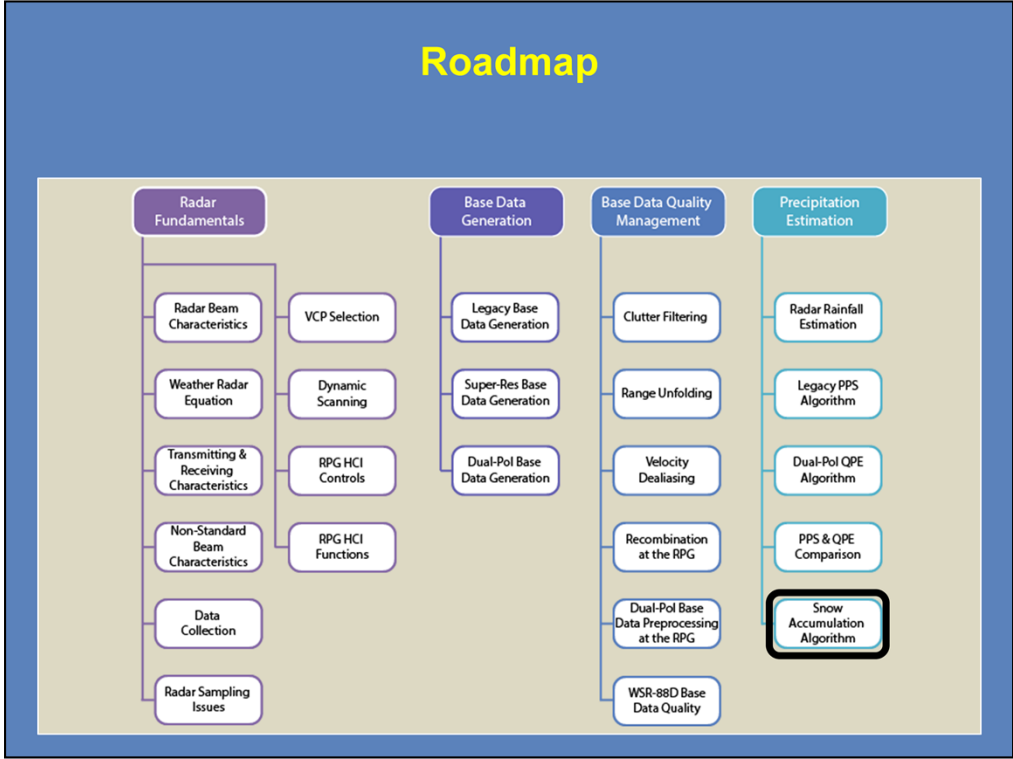 Roadmap
Radar
Fundamentals
Radar Beam
Characteristics
Weather Radar
Equation
Transmitting &
Receiving
Characteristics
Non-Standard
Beam
Characteristics
Data
Collection
Radar Sampling
Issues
VCP Selection
Dynamic
Scanning
RPG HCI
Controls
RPG HCI
Functions
Base Data
Generation
Legacy Base
Data Generation
Super-Res Base
Data Generation
Dual-Pol Base
Data Generation
Base Data Quality
Management
Clutter Filtering
Range Unfolding
Velocity
Dealiasing
Recombination
at the RPG
Dual-Pol Base
Data Preprocessing
at the RPG
WSR-88D Base
Data Quality
Precipitation
Estimation
Radar Rainfall
Estimation
Legacy PPS
Algorithm
Dual-Pol QPE
Algorithm
PPS & QPE
Comparison
Snow
Accumulation
Algorithm